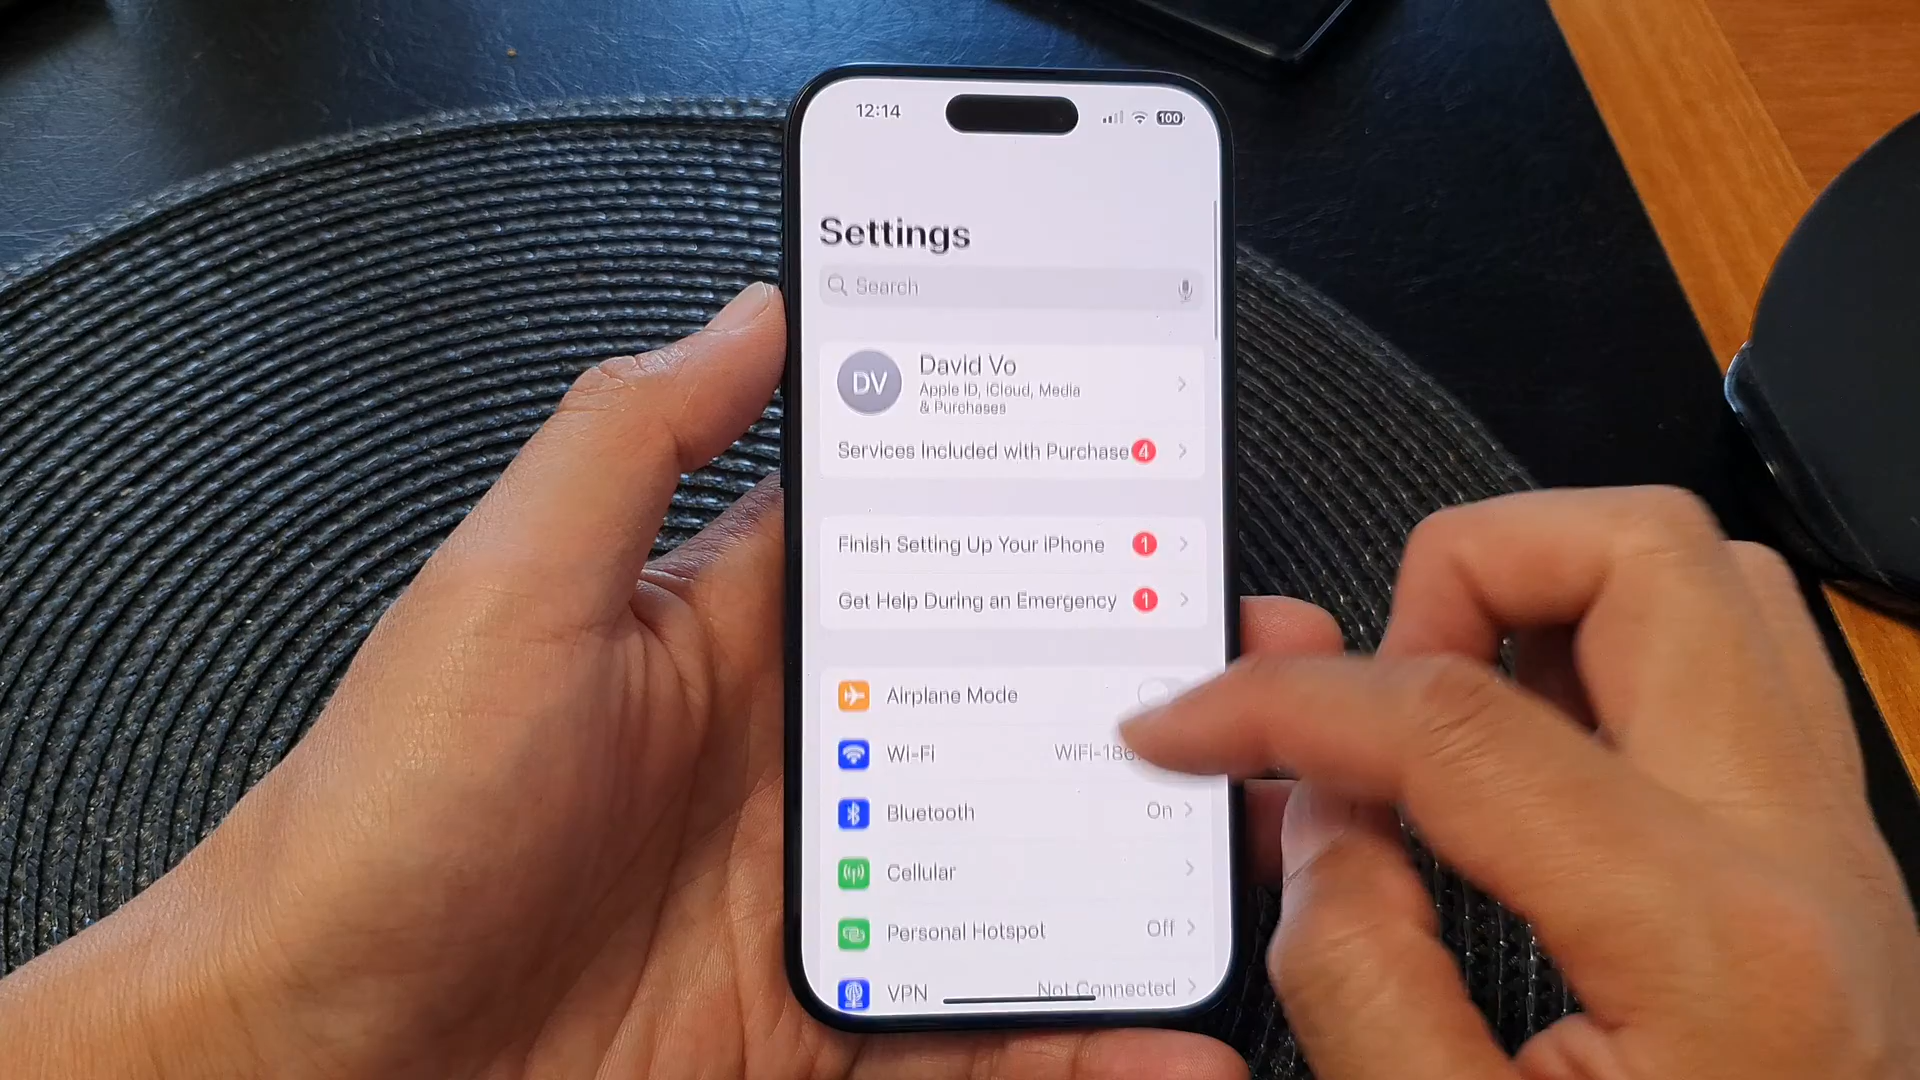 12:14
100
Settings
Search
DV
David Vo
Apple ID, iCloud, Media
& Purchases
Services Included with Purchase 4
Finish Setting Up Your iPhone 1
Get Help During an Emergency 1
Airplane Mode
Wi-Fi
Bluetooth On
Cellular
Personal Hotspot Off
VPN Not Connected